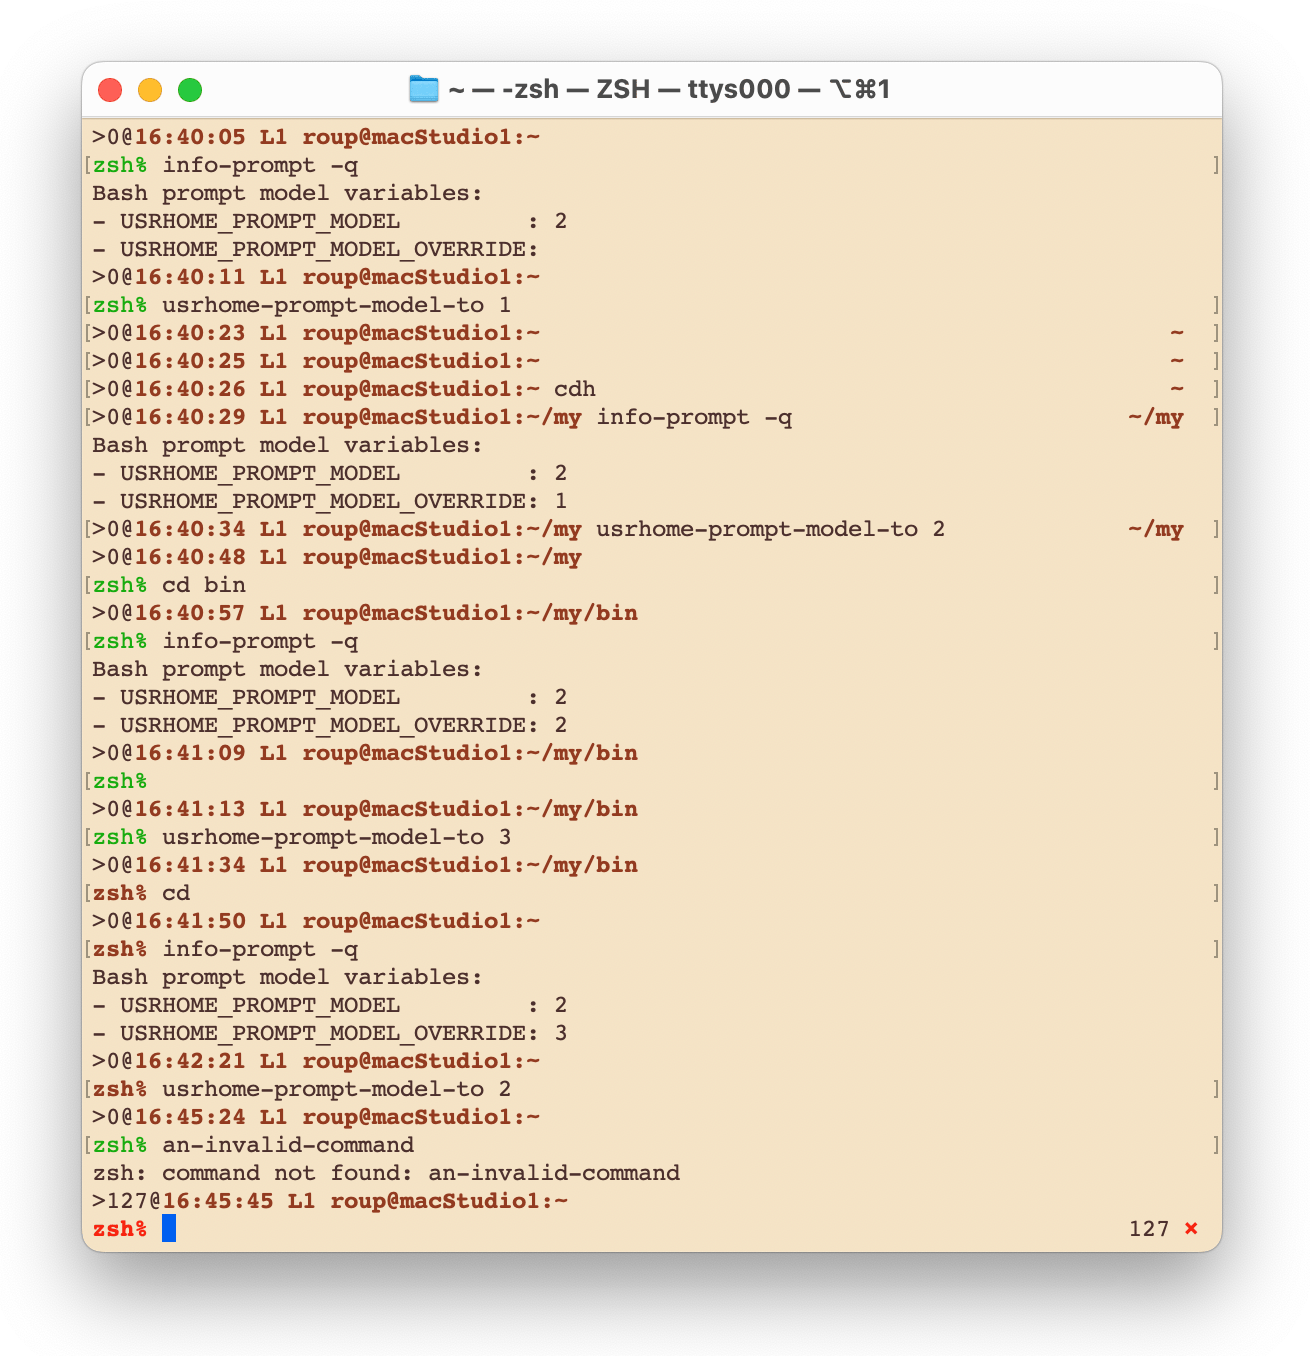 ~ — -zsh — ZSH — ttys000 — ⌥⌘1
>0@16:40:05 L1 roup@macStudio1:~
[zsh% info-prompt -q ]
Bash prompt model variables:
- USRHOME_PROMPT_MODEL         : 2
- USRHOME_PROMPT_MODEL_OVERRIDE:
>0@16:40:11 L1 roup@macStudio1:~
[zsh% usrhome-prompt-model-to 1 ]
[>0@16:40:23 L1 roup@macStudio1:~ ~ ]
[>0@16:40:25 L1 roup@macStudio1:~ ~ ]
[>0@16:40:26 L1 roup@macStudio1:~ cdh ~ ]
[>0@16:40:29 L1 roup@macStudio1:~/my info-prompt -q ~/my ]
Bash prompt model variables:
- USRHOME_PROMPT_MODEL         : 2
- USRHOME_PROMPT_MODEL_OVERRIDE: 1
[>0@16:40:34 L1 roup@macStudio1:~/my usrhome-prompt-model-to 2 ~/my ]
>0@16:40:48 L1 roup@macStudio1:~/my
[zsh% cd bin ]
>0@16:40:57 L1 roup@macStudio1:~/my/bin
[zsh% info-prompt -q ]
Bash prompt model variables:
- USRHOME_PROMPT_MODEL         : 2
- USRHOME_PROMPT_MODEL_OVERRIDE: 2
>0@16:41:09 L1 roup@macStudio1:~/my/bin
[zsh% ]
>0@16:41:13 L1 roup@macStudio1:~/my/bin
[zsh% usrhome-prompt-model-to 3 ]
>0@16:41:34 L1 roup@macStudio1:~/my/bin
[zsh% cd ]
>0@16:41:50 L1 roup@macStudio1:~
[zsh% info-prompt -q ]
Bash prompt model variables:
- USRHOME_PROMPT_MODEL         : 2
- USRHOME_PROMPT_MODEL_OVERRIDE: 3
>0@16:42:21 L1 roup@macStudio1:~
[zsh% usrhome-prompt-model-to 2 ]
>0@16:45:24 L1 roup@macStudio1:~
[zsh% an-invalid-command ]
zsh: command not found: an-invalid-command
>127@16:45:45 L1 roup@macStudio1:~
zsh% 127 ×